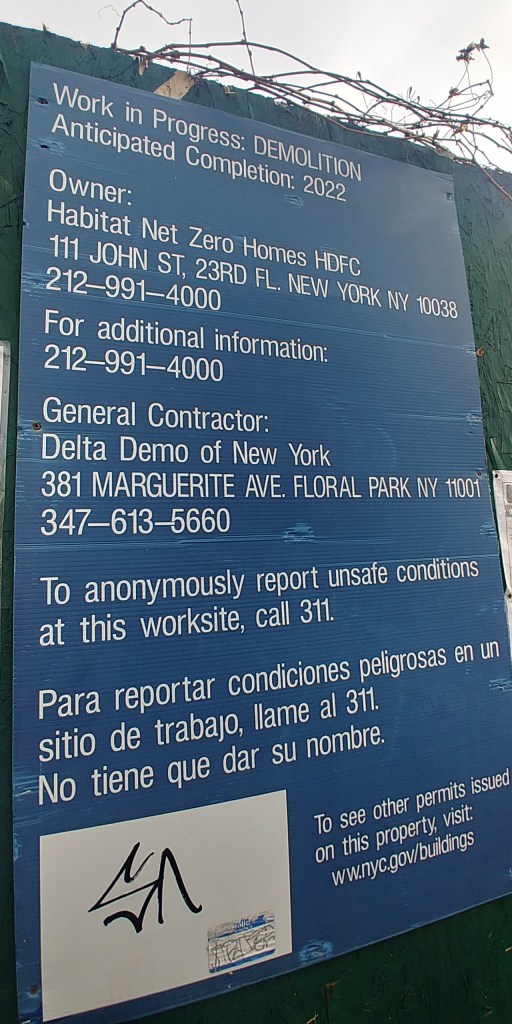 Work in Progress: DEMOLITION
Anticipated Completion: 2022
Owner:
Habitat Net Zero Homes HDFC
111 JOHN ST, 23RD FL. NEW YORK NY 10038
212–991–4000
For additional information:
212–991–4000
General Contractor:
Delta Demo of New York
381 MARGUERITE AVE. FLORAL PARK NY 11001
347–613–5660
To anonymously report unsafe conditions
at this worksite, call 311.
Para reportar condiciones peligrosas en un
sitio de trabajo, llame al 311.
No tiene que dar su nombre.
To see other permits issued
on this property, visit:
ww.nyc.gov/buildings